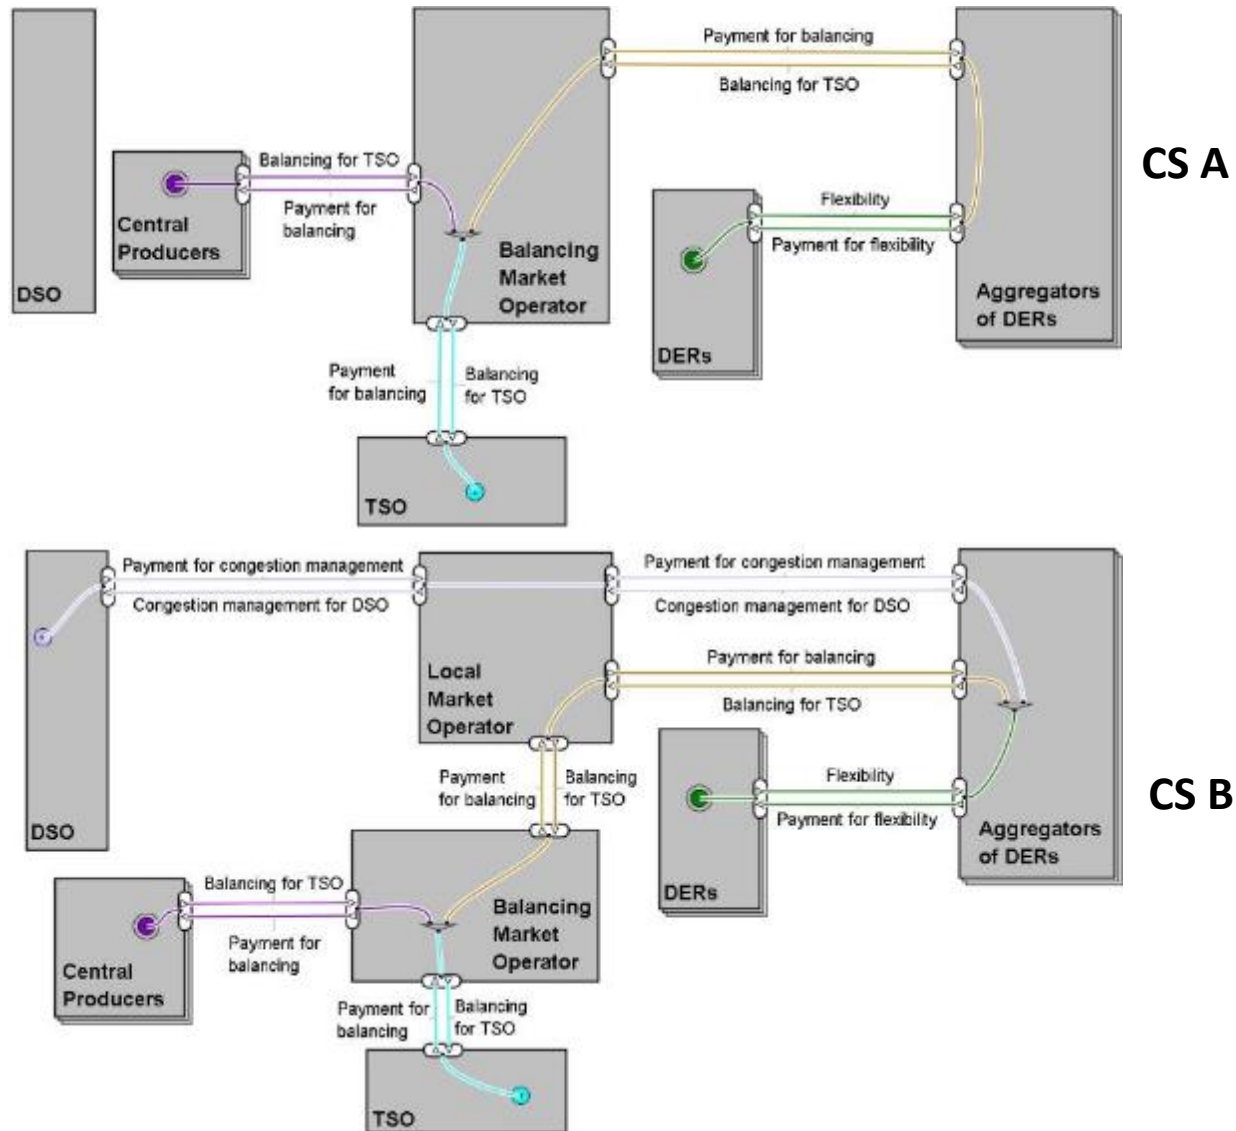 Payment for balancing
Balancing for TSO
CS A
Balancing for TSO
Payment for
balancing
Central
Producers
DSO
Balancing
Market
Operator
Flexibility
Payment for flexibility
DERs
Aggregators
of DERs
Payment
for balancing
Balancing
for TSO
TSO
Payment for congestion management
Congestion management for DSO
Payment for congestion management
Congestion management for DSO
Local
Market
Operator
Payment for balancing
Balancing for TSO
Payment
for balancing
Balancing
for TSO
Flexibility
Payment for flexibility
CS B
DSO
DERs
Aggregators
of DERs
Balancing for TSO
Payment for
balancing
Central
Producers
Balancing
Market
Operator
Payment for
balancing
Balancing
for TSO
TSO